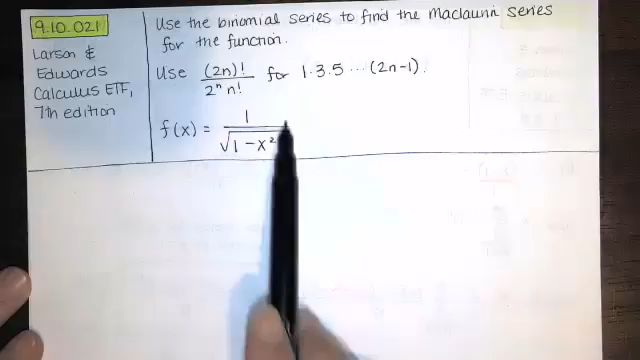 9.10.021
Larson &
Edwards
Calculus ETF,
7th edition
Use the binomial series to find the Maclaurin series
for the function.
Use (2n)! / 2ⁿ n! for 1·3·5 ··· (2n-1).
f(x) = 1 / √(1-x²)